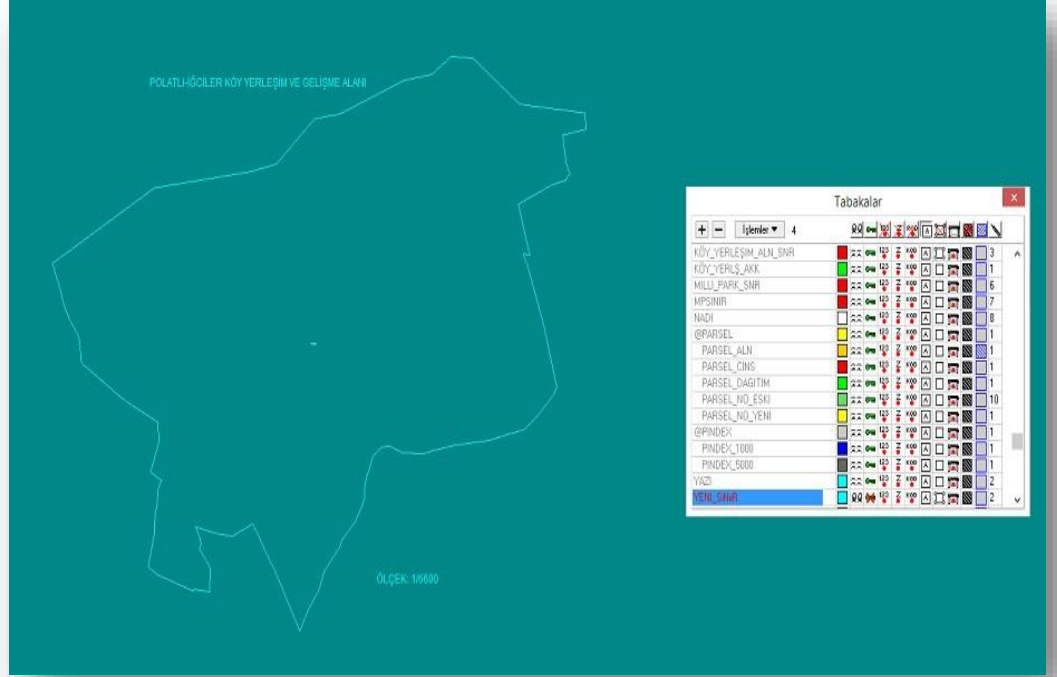 POLATLI-İĞCİLER KÖY YERLEŞİM VE GELİŞME ALANI
ÖLÇEK: 1/6600
Tabakalar
+ − İşlemler ▼ 4
KÖY_YERLEŞİM_ALN_SNR 3
KÖY_YERLŞ_AKK 1
MILLI_PARK_SNR 6
MPSINIR 7
NADI 8
@PARSEL 1
PARSEL_ALN 1
PARSEL_CINS 1
PARSEL_DAGITIM 1
PARSEL_NO_ESKI 10
PARSEL_NO_YENI 1
@PINDEX 1
PINDEX_1000 1
PINDEX_5000 1
YAZI 2
YENI_SINIR 2